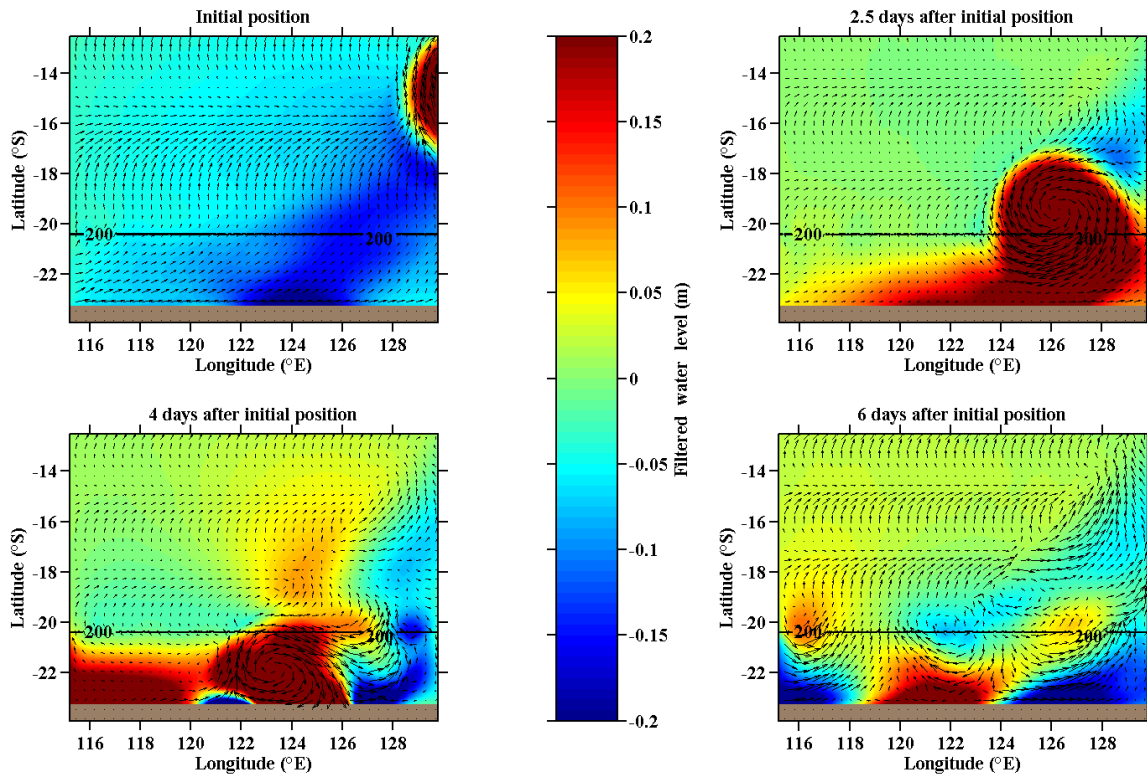 Initial position
-14
-16
-18
-20
-22
Latitude (°S)
200
200
116 118 120 122 124 126 128
Longitude (°E)
0.2
0.15
0.1
0.05
0
-0.05
-0.1
-0.15
-0.2
Filtered water level (m)
2.5 days after initial position
-14
-16
-18
-20
-22
Latitude (°S)
200
200
116 118 120 122 124 126 128
Longitude (°E)
4 days after initial position
-14
-16
-18
-20
-22
Latitude (°S)
200
200
116 118 120 122 124 126 128
Longitude (°E)
6 days after initial position
-14
-16
-18
-20
-22
Latitude (°S)
200
200
116 118 120 122 124 126 128
Longitude (°E)